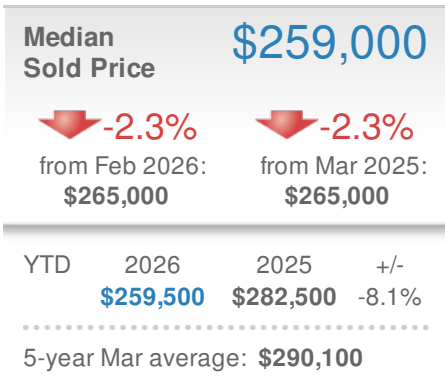 Median
Sold Price
$259,000
-2.3% -2.3%
from Feb 2026: from Mar 2025:
$265,000 $265,000
YTD 2026 2025 +/-
$259,500 $282,500 -8.1%
5-year Mar average: $290,100